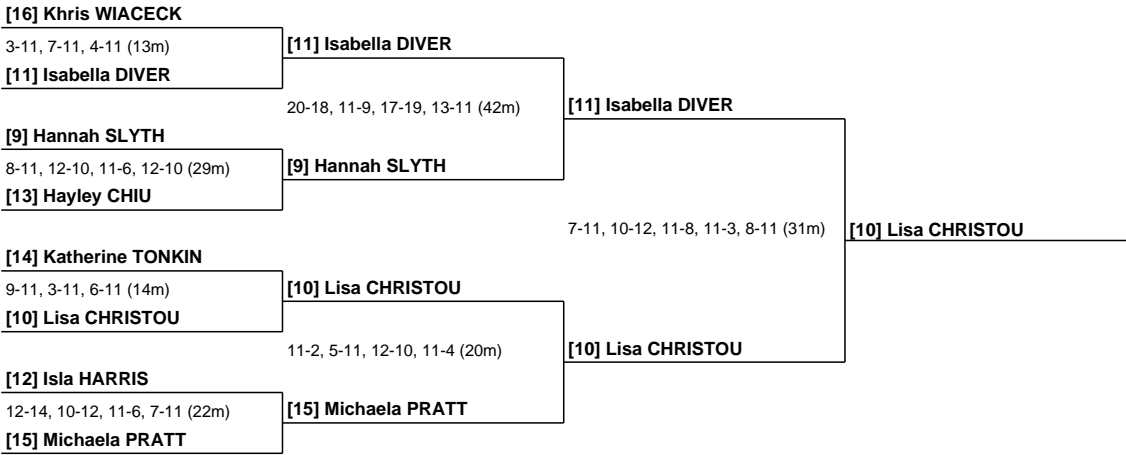 [16] Khris WIACECK
3-11, 7-11, 4-11 (13m)
[11] Isabella DIVER
[11] Isabella DIVER
20-18, 11-9, 17-19, 13-11 (42m)
[11] Isabella DIVER
[9] Hannah SLYTH
8-11, 12-10, 11-6, 12-10 (29m)
[9] Hannah SLYTH
[13] Hayley CHIU
7-11, 10-12, 11-8, 11-3, 8-11 (31m)
[10] Lisa CHRISTOU
[14] Katherine TONKIN
9-11, 3-11, 6-11 (14m)
[10] Lisa CHRISTOU
[10] Lisa CHRISTOU
11-2, 5-11, 12-10, 11-4 (20m)
[10] Lisa CHRISTOU
[12] Isla HARRIS
12-14, 10-12, 11-6, 7-11 (22m)
[15] Michaela PRATT
[15] Michaela PRATT